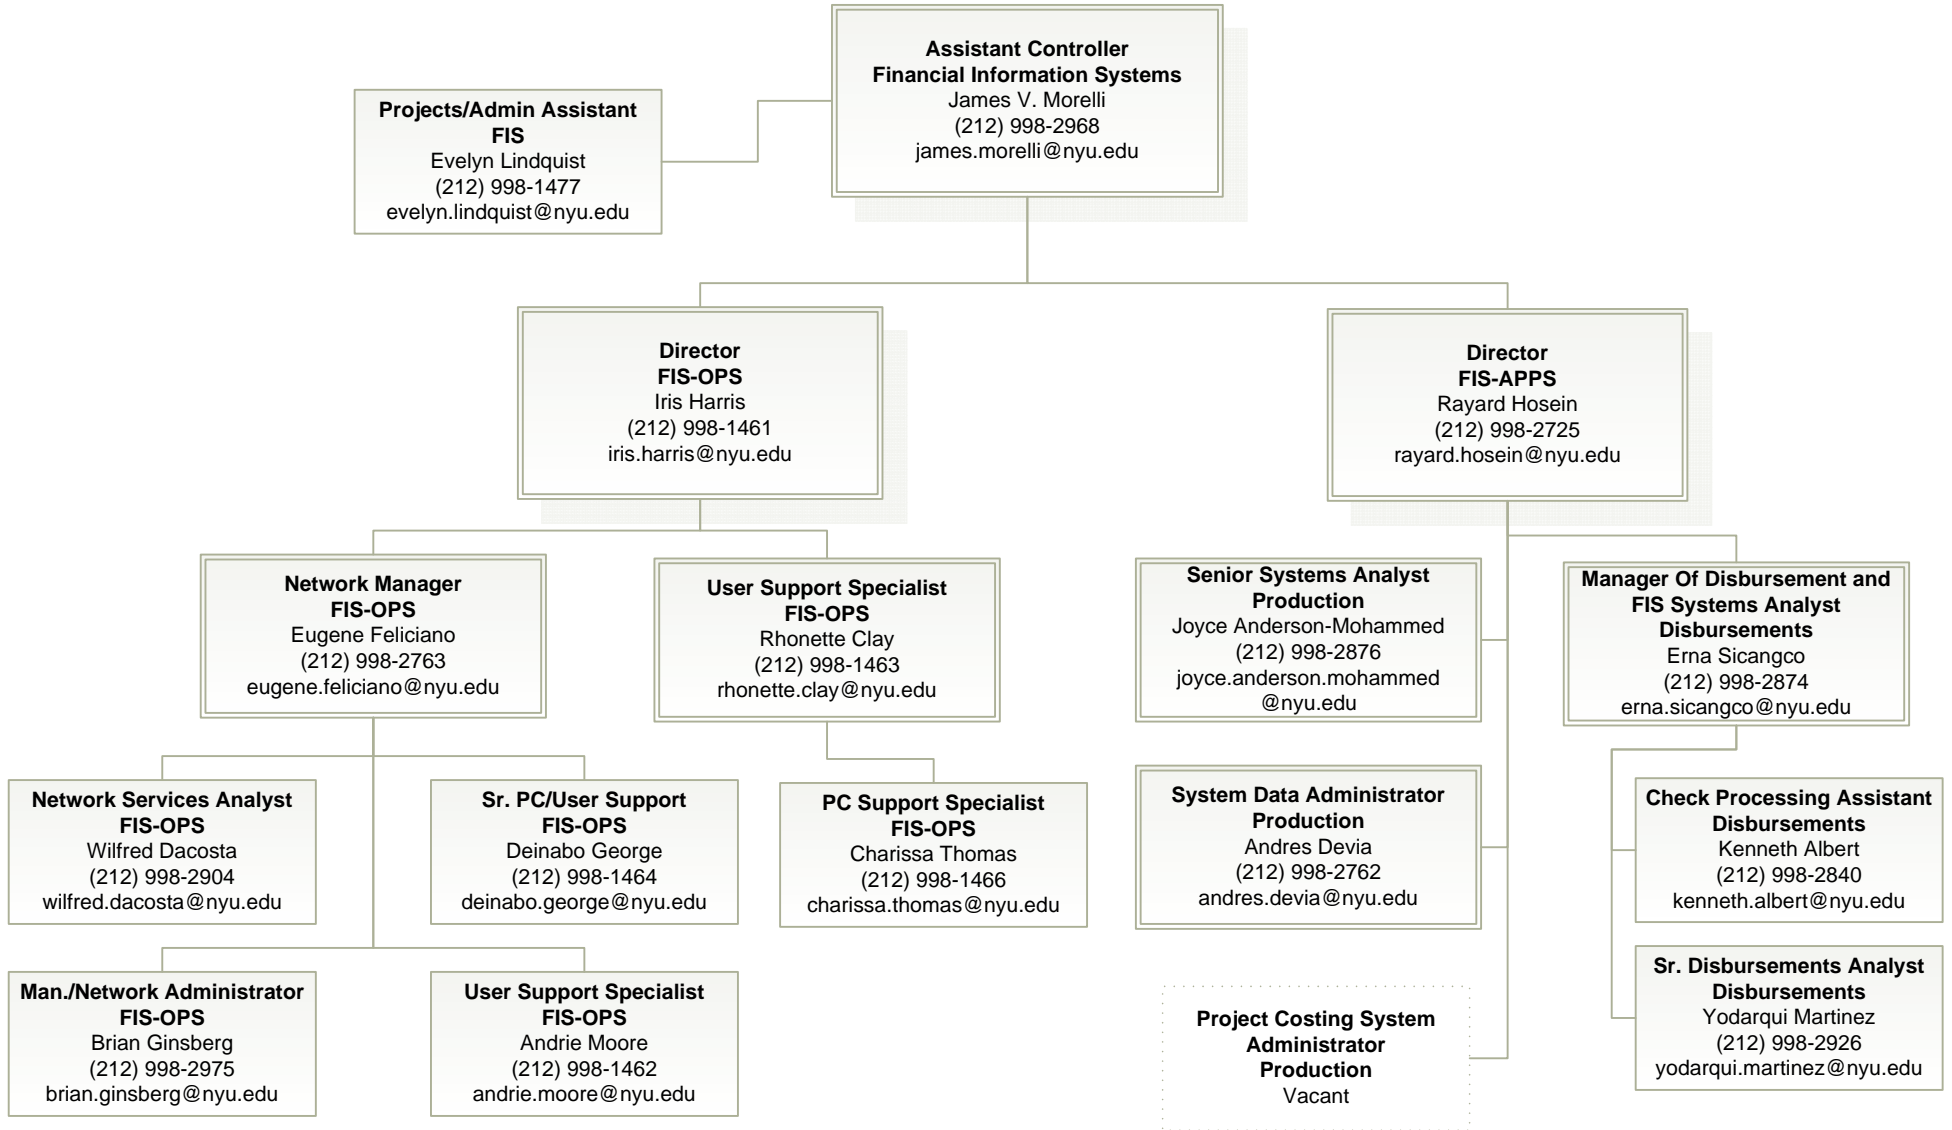 Assistant Controller
Financial Information Systems
James V. Morelli
(212) 998-2968
james.morelli@nyu.edu
Projects/Admin Assistant
FIS
Evelyn Lindquist
(212) 998-1477
evelyn.lindquist@nyu.edu
Director
FIS-OPS
Iris Harris
(212) 998-1461
iris.harris@nyu.edu
Director
FIS-APPS
Rayard Hosein
(212) 998-2725
rayard.hosein@nyu.edu
Network Manager
FIS-OPS
Eugene Feliciano
(212) 998-2763
eugene.feliciano@nyu.edu
User Support Specialist
FIS-OPS
Rhonette Clay
(212) 998-1463
rhonette.clay@nyu.edu
Senior Systems Analyst
Production
Joyce Anderson-Mohammed
(212) 998-2876
joyce.anderson.mohammed
@nyu.edu
Manager Of Disbursement and
FIS Systems Analyst
Disbursements
Erna Sicangco
(212) 998-2874
erna.sicangco@nyu.edu
Network Services Analyst
FIS-OPS
Wilfred Dacosta
(212) 998-2904
wilfred.dacosta@nyu.edu
Sr. PC/User Support
FIS-OPS
Deinabo George
(212) 998-1464
deinabo.george@nyu.edu
PC Support Specialist
FIS-OPS
Charissa Thomas
(212) 998-1466
charissa.thomas@nyu.edu
System Data Administrator
Production
Andres Devia
(212) 998-2762
andres.devia@nyu.edu
Check Processing Assistant
Disbursements
Kenneth Albert
(212) 998-2840
kenneth.albert@nyu.edu
Man./Network Administrator
FIS-OPS
Brian Ginsberg
(212) 998-2975
brian.ginsberg@nyu.edu
User Support Specialist
FIS-OPS
Andrie Moore
(212) 998-1462
andrie.moore@nyu.edu
Project Costing System
Administrator
Production
Vacant
Sr. Disbursements Analyst
Disbursements
Yodarqui Martinez
(212) 998-2926
yodarqui.martinez@nyu.edu